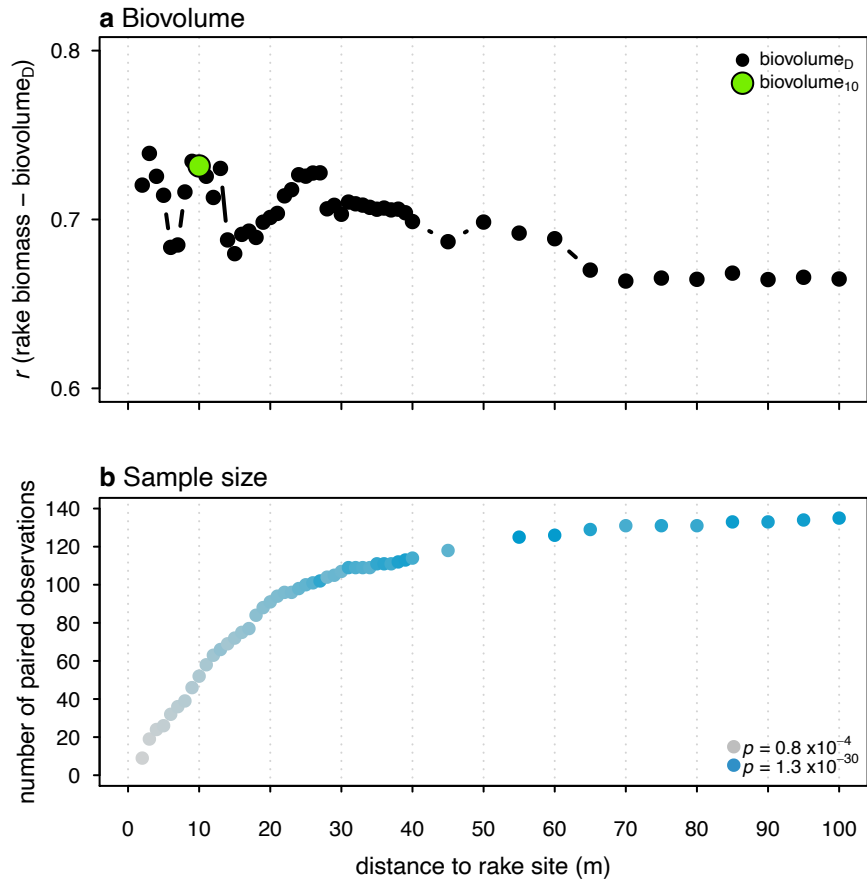 a Biovolume
0.8
0.7
0.6
r (rake biomass − biovolumeD)
biovolumeD
biovolume10
b Sample size
140
120
100
80
60
40
20
0
number of paired observations
p = 0.8 x10−4
p = 1.3 x10−30
0 10 20 30 40 50 60 70 80 90 100
distance to rake site (m)